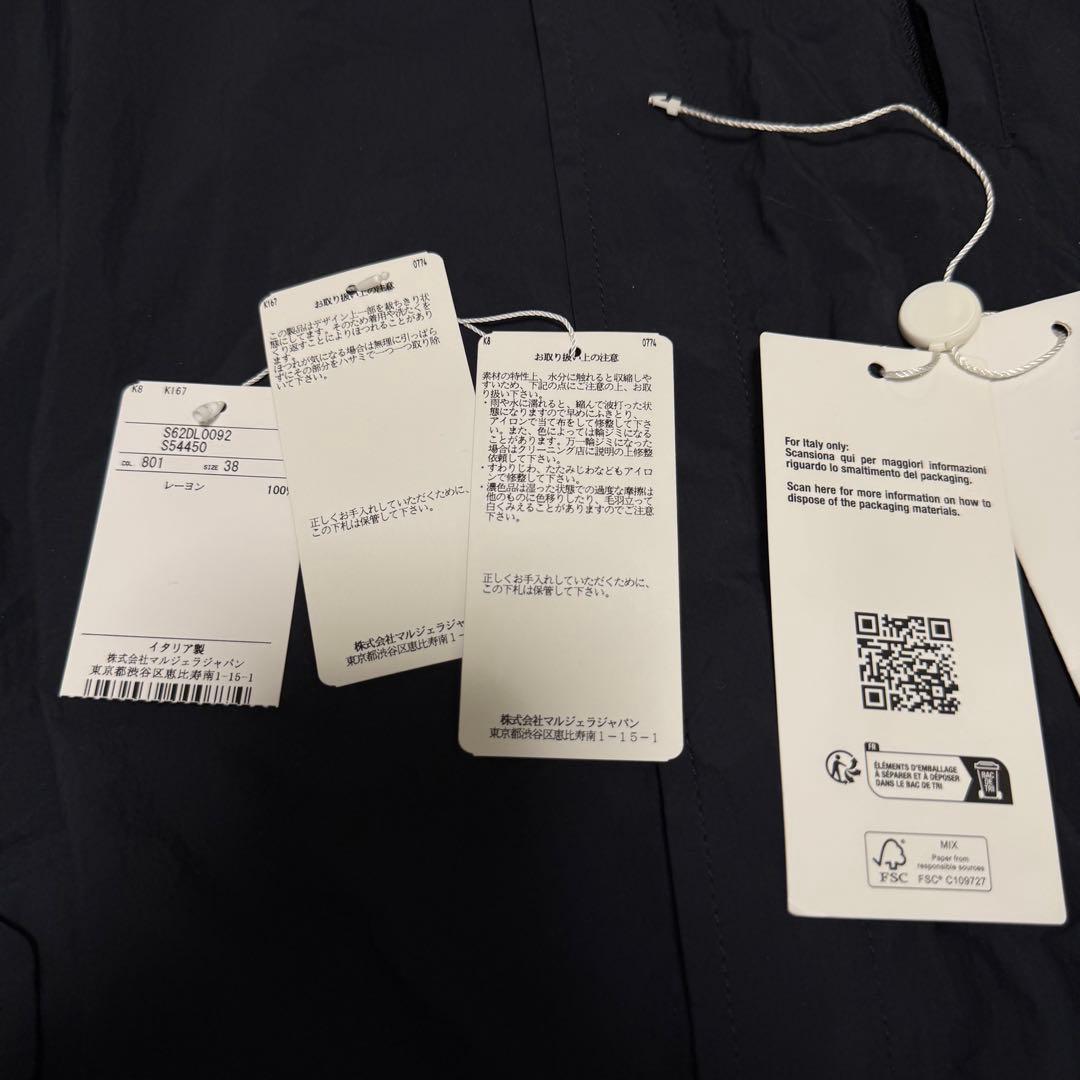 K8 K167
S62DL0092
S54450
COL. 801 SIZE 38
レーヨン 100%
イタリア製
株式会社マルジェラジャパン
東京都渋谷区恵比寿南1-15-1
K167 0774
お取り扱い上の注意
この製品はデザイン上一部を裁ちきり状
態にしてます。そのため着用や洗たくを
くり返すことによりほつれることがあり
ます。
ほつれが気になる場合は無理に引っぱら
ずにその部分をハサミで一つ一つ取り除
いて下さい。
正しくお手入れしていただくために、
この下札は保管して下さい。
株式会社マルジェラジャ
東京都渋谷区恵比寿南1-
K8 0774
お取り扱い上の注意
素材の特性上、水分に触れると収縮しや
すいため、下記の点にご注意の上、お取
り扱い下さい。
・雨や水に濡れると、縮んで波打った状
態になりますので早めにふきとり、
アイロンで当て布をして修整して下さ
い。また、色によっては輪ジミになる
ことがあります。万一輪ジミになった
場合はクリーニング店に説明の上修整
依頼して下さい。
・すわりじわ、たたみじわなどもアイロ
ンで修整して下さい。
・濃色品は湿った状態での過度な摩擦は
他のものに色移りしたり、毛羽立って
白くみえることがありますのでご注意
下さい。
正しくお手入れしていただくために、
この下札は保管して下さい。
株式会社マルジェラジャパン
東京都渋谷区恵比寿南1-15-1
For Italy only:
Scansiona qui per maggiori informazioni
riguardo lo smaltimento del packaging.
Scan here for more information on how to
dispose of the packaging materials.
FR
ÉLÉMENTS D'EMBALLAGE
À SÉPARER ET À DÉPOSER
DANS LE BAC DE TRI
BAC
DE
TRI
FSC
MIX
Paper from
responsible sources
FSC® C109727